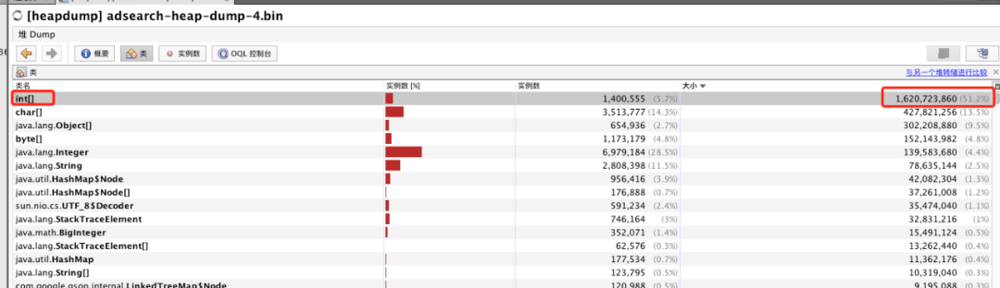 [heapdump] adsearch-heap-dump-4.bin
堆 Dump
概要 类 实例数 OQL 控制台
类 与另一个堆转储进行比较
类名 实例数 [%] 实例数 大小
int[] 1,400,555 (5.7%) 1,620,723,860 (51.2%)
char[] 3,513,777 (14.3%) 427,821,256 (13.5%)
java.lang.Object[] 654,936 (2.7%) 302,208,880 (9.5%)
byte[] 1,173,179 (4.8%) 152,143,982 (4.8%)
java.lang.Integer 6,979,184 (28.5%) 139,583,680 (4.4%)
java.lang.String 2,808,398 (11.5%) 78,635,144 (2.5%)
java.util.HashMap$Node 956,416 (3.9%) 42,082,304 (1.3%)
java.util.HashMap$Node[] 176,888 (0.7%) 37,261,008 (1.2%)
sun.nio.cs.UTF_8$Decoder 591,234 (2.4%) 35,474,040 (1.1%)
java.lang.StackTraceElement 746,164 (3%) 32,831,216 (1%)
java.math.BigInteger 352,071 (1.4%) 15,491,124 (0.5%)
java.lang.StackTraceElement[] 62,576 (0.3%) 13,262,440 (0.4%)
java.util.HashMap 177,534 (0.7%) 11,362,176 (0.4%)
java.lang.String[] 123,795 (0.5%) 10,319,040 (0.3%)
com.google.gson.internal.LinkedTreeMap$Node 120,988 (0.5%) 9,195,088 (0.3%)